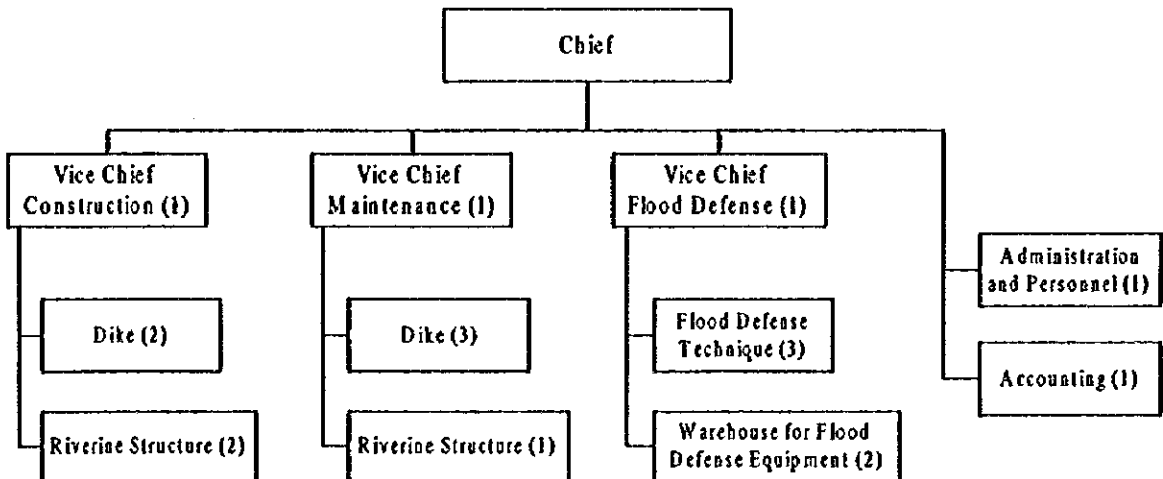 Chief
Vice Chief
Construction (1)
Vice Chief
Maintenance (1)
Vice Chief
Flood Defense (1)
Administration
and Personnel (1)
Dike (2)
Dike (3)
Flood Defense
Technique (3)
Accounting (1)
Riverine Structure (2)
Riverine Structure (1)
Warehouse for Flood
Defense Equipment (2)